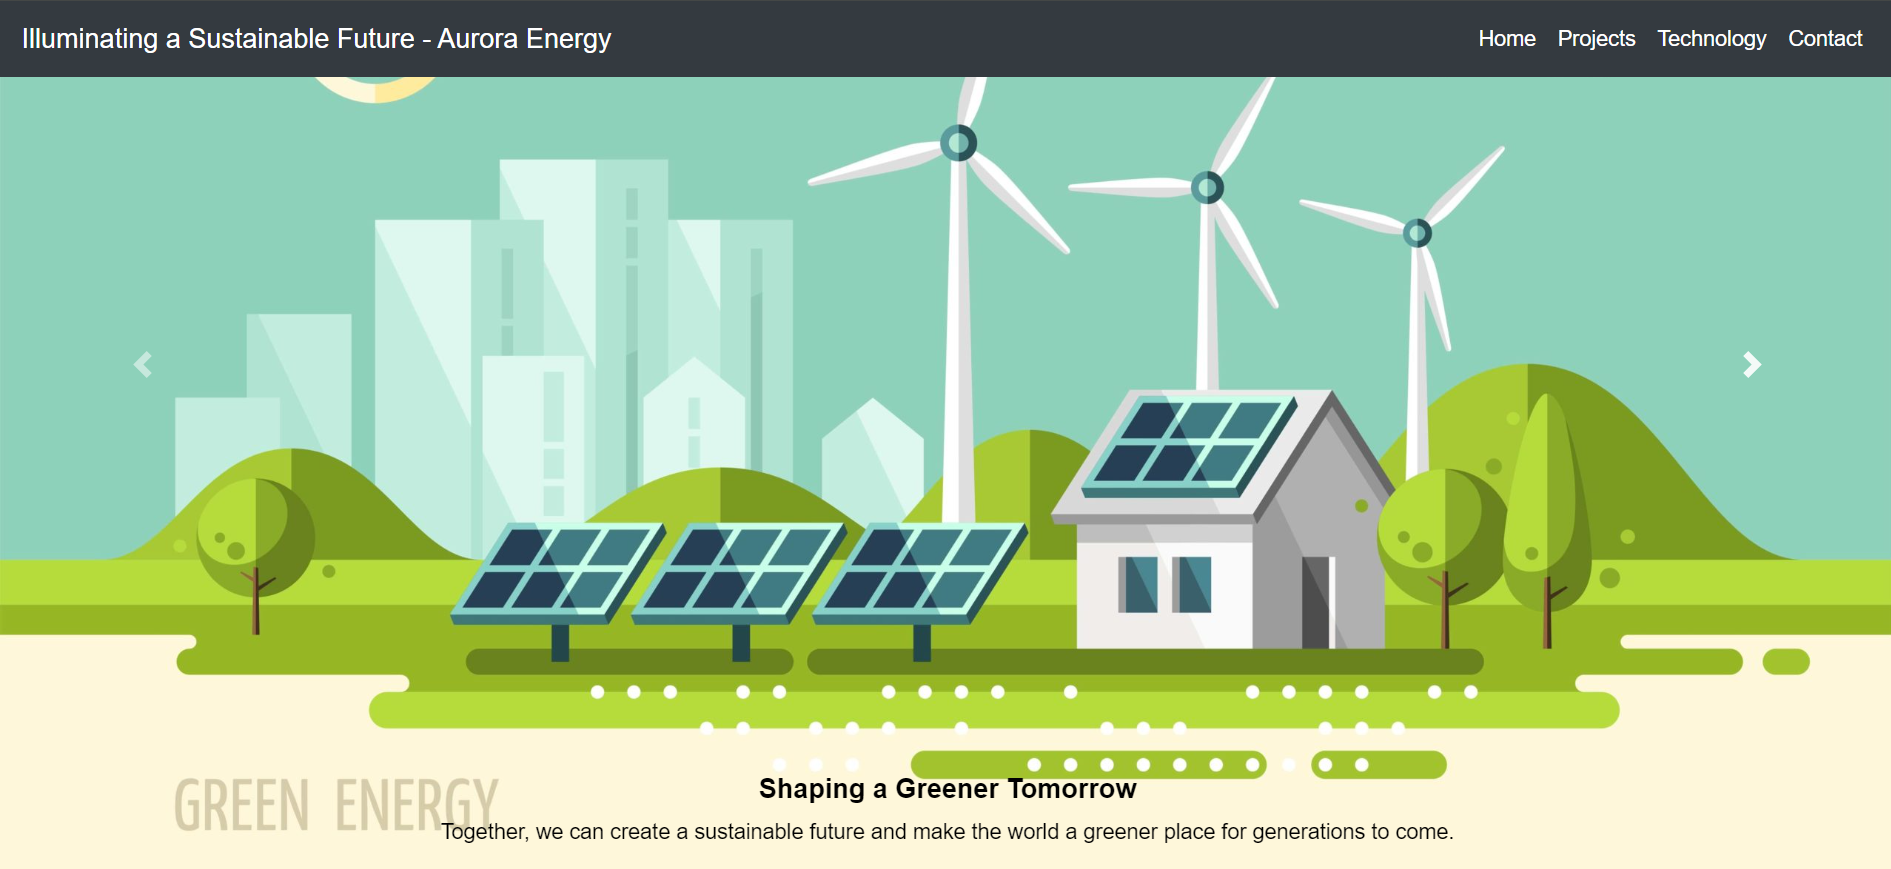 Illuminating a Sustainable Future - Aurora Energy
Home Projects Technology Contact
GREEN ENERGY
Shaping a Greener Tomorrow
Together, we can create a sustainable future and make the world a greener place for generations to come.